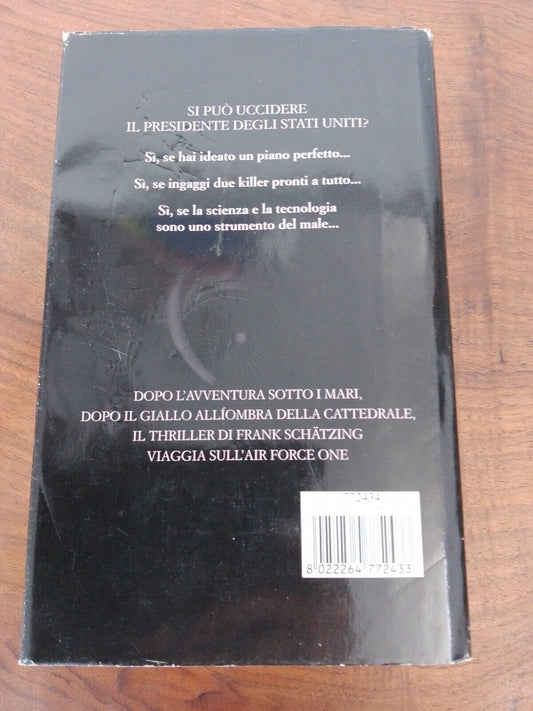 SI PUÒ UCCIDERE
IL PRESIDENTE DEGLI STATI UNITI?
Sì, se hai ideato un piano perfetto...
Sì, se ingaggi due killer pronti a tutto...
Sì, se la scienza e la tecnologia
sono uno strumento del male...
DOPO L'AVVENTURA SOTTO I MARI,
DOPO IL GIALLO ALLÍOMBRA DELLA CATTEDRALE,
IL THRILLER DI FRANK SCHÄTZING
VIAGGIA SULL'AIR FORCE ONE
772434
8 022264 772433